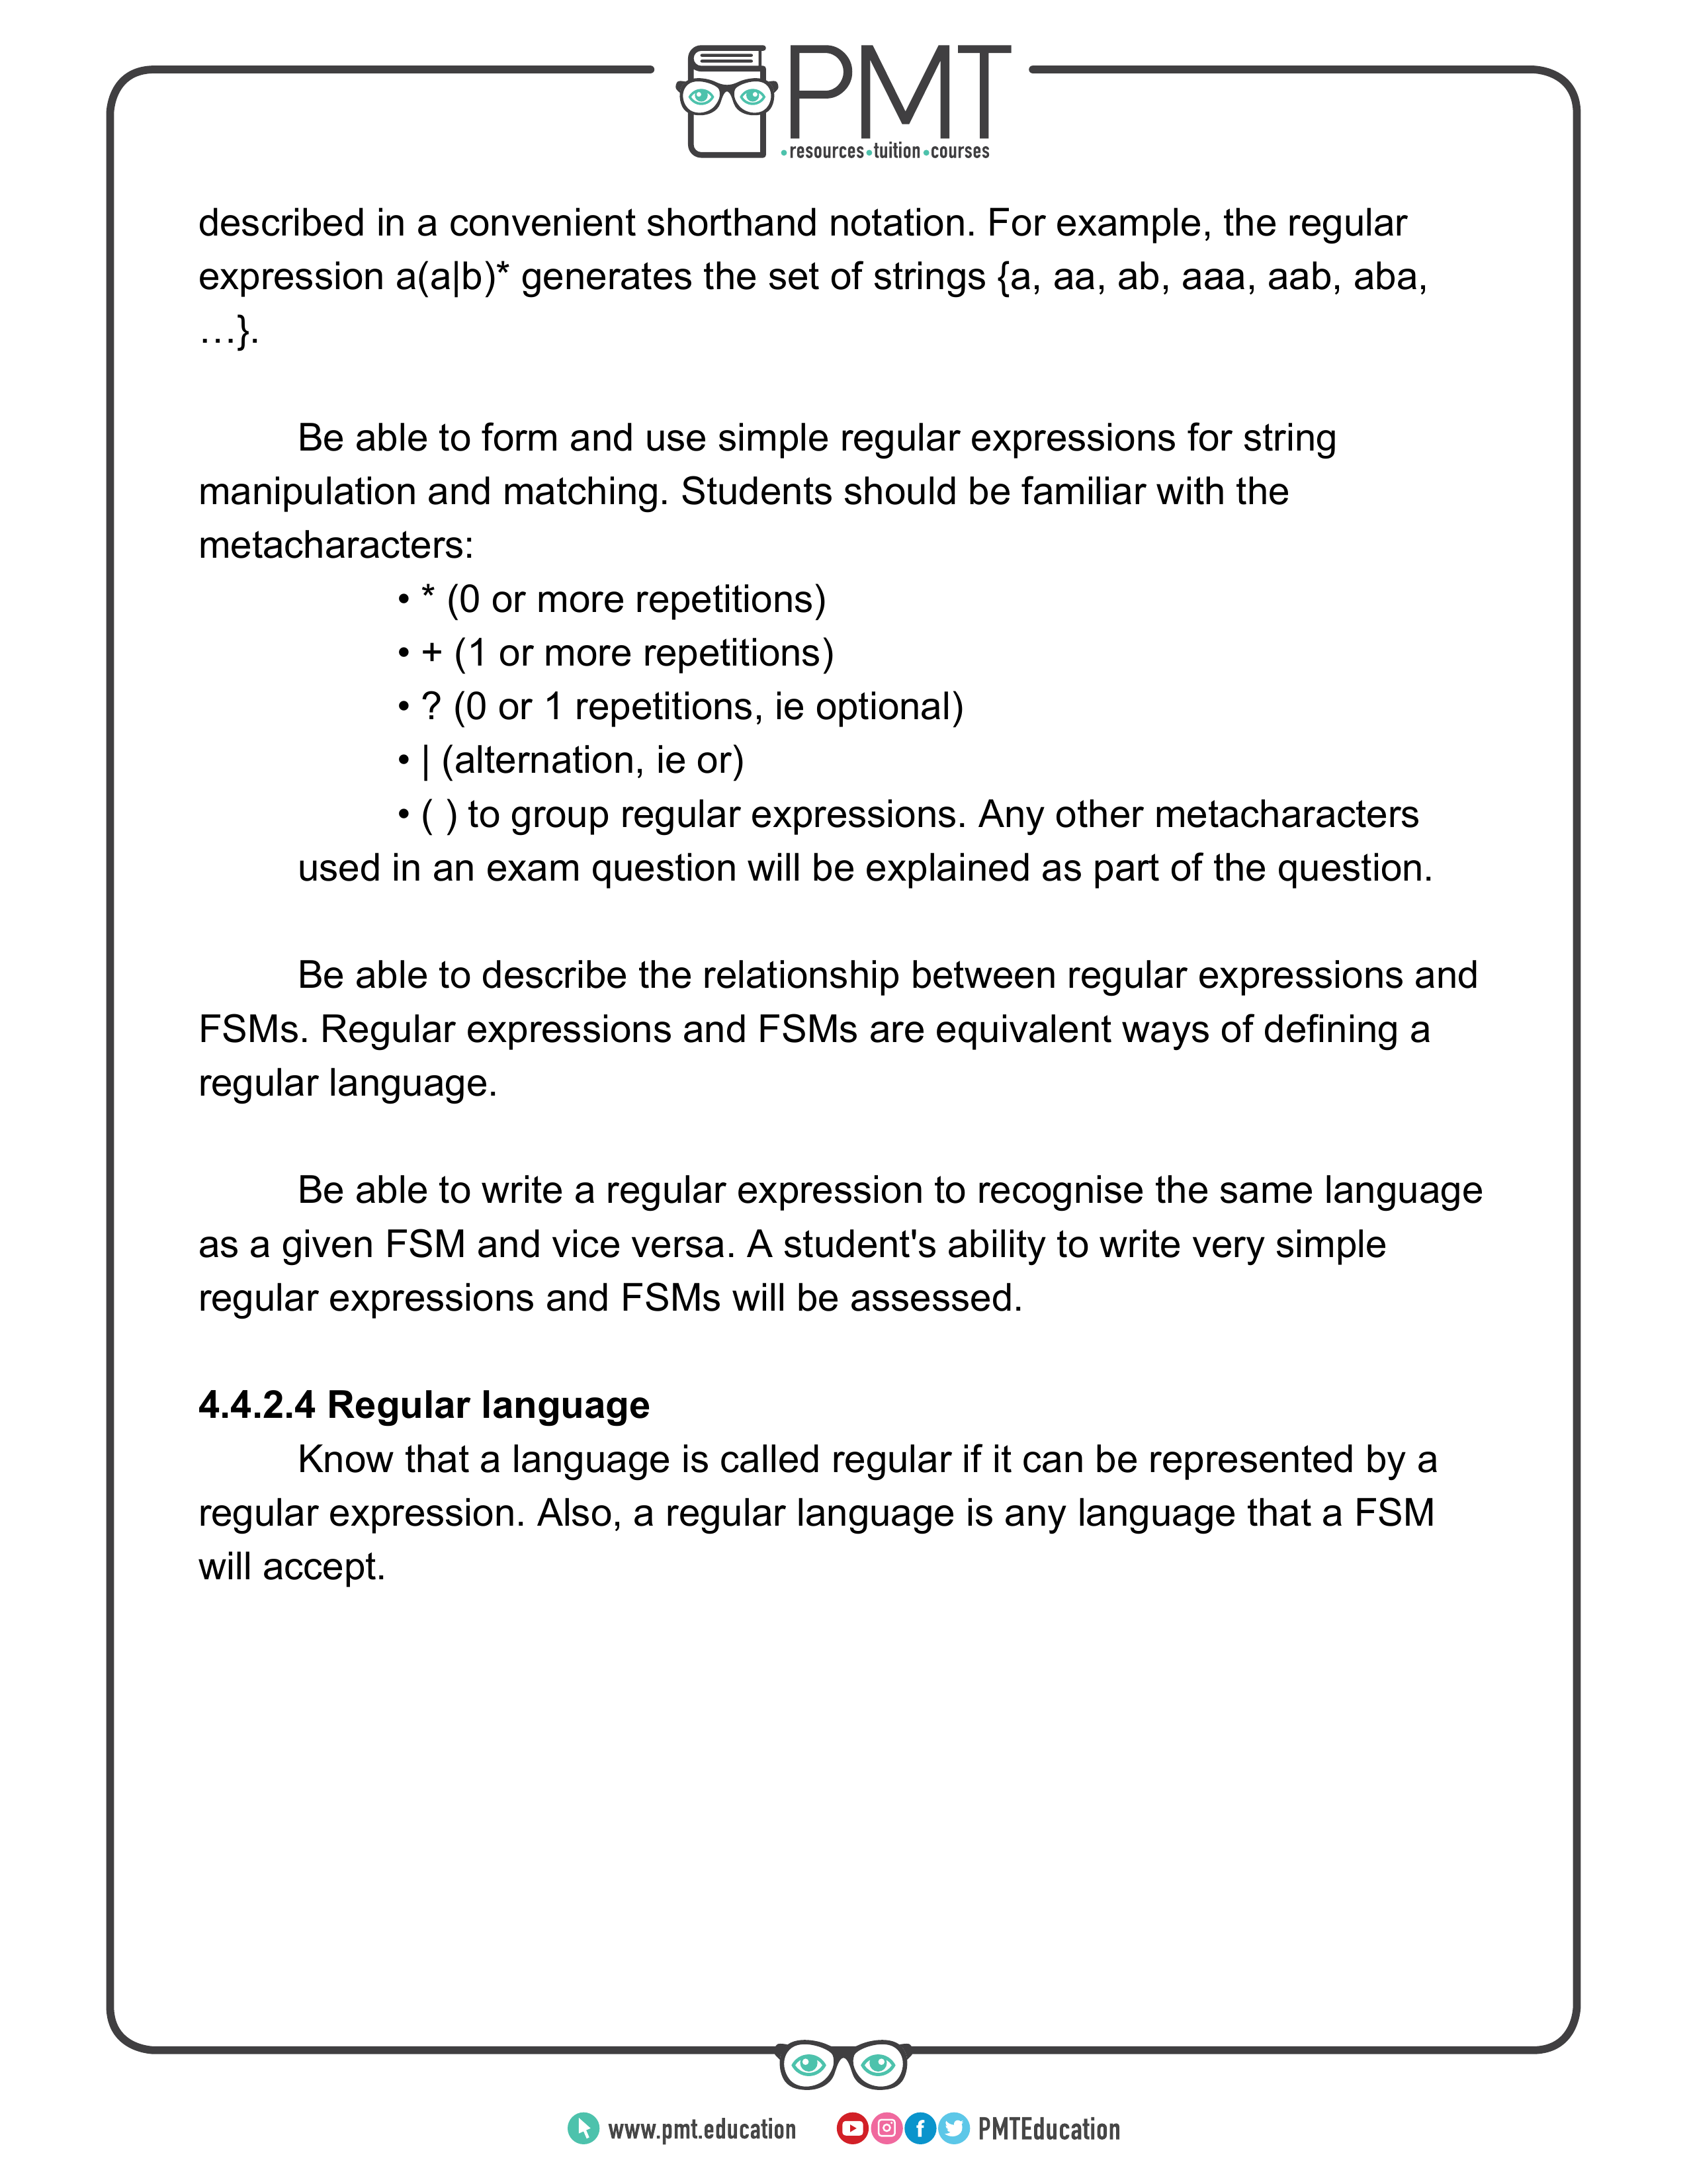 PMT
•resources•tuition•courses
described in a convenient shorthand notation. For example, the regular
expression a(a|b)* generates the set of strings {a, aa, ab, aaa, aab, aba,
…}.
Be able to form and use simple regular expressions for string
manipulation and matching. Students should be familiar with the
metacharacters:
• * (0 or more repetitions)
• + (1 or more repetitions)
• ? (0 or 1 repetitions, ie optional)
• | (alternation, ie or)
• ( ) to group regular expressions. Any other metacharacters
used in an exam question will be explained as part of the question.
Be able to describe the relationship between regular expressions and
FSMs. Regular expressions and FSMs are equivalent ways of defining a
regular language.
Be able to write a regular expression to recognise the same language
as a given FSM and vice versa. A student's ability to write very simple
regular expressions and FSMs will be assessed.
4.4.2.4 Regular language
Know that a language is called regular if it can be represented by a
regular expression. Also, a regular language is any language that a FSM
will accept.
www.pmt.education PMTEducation